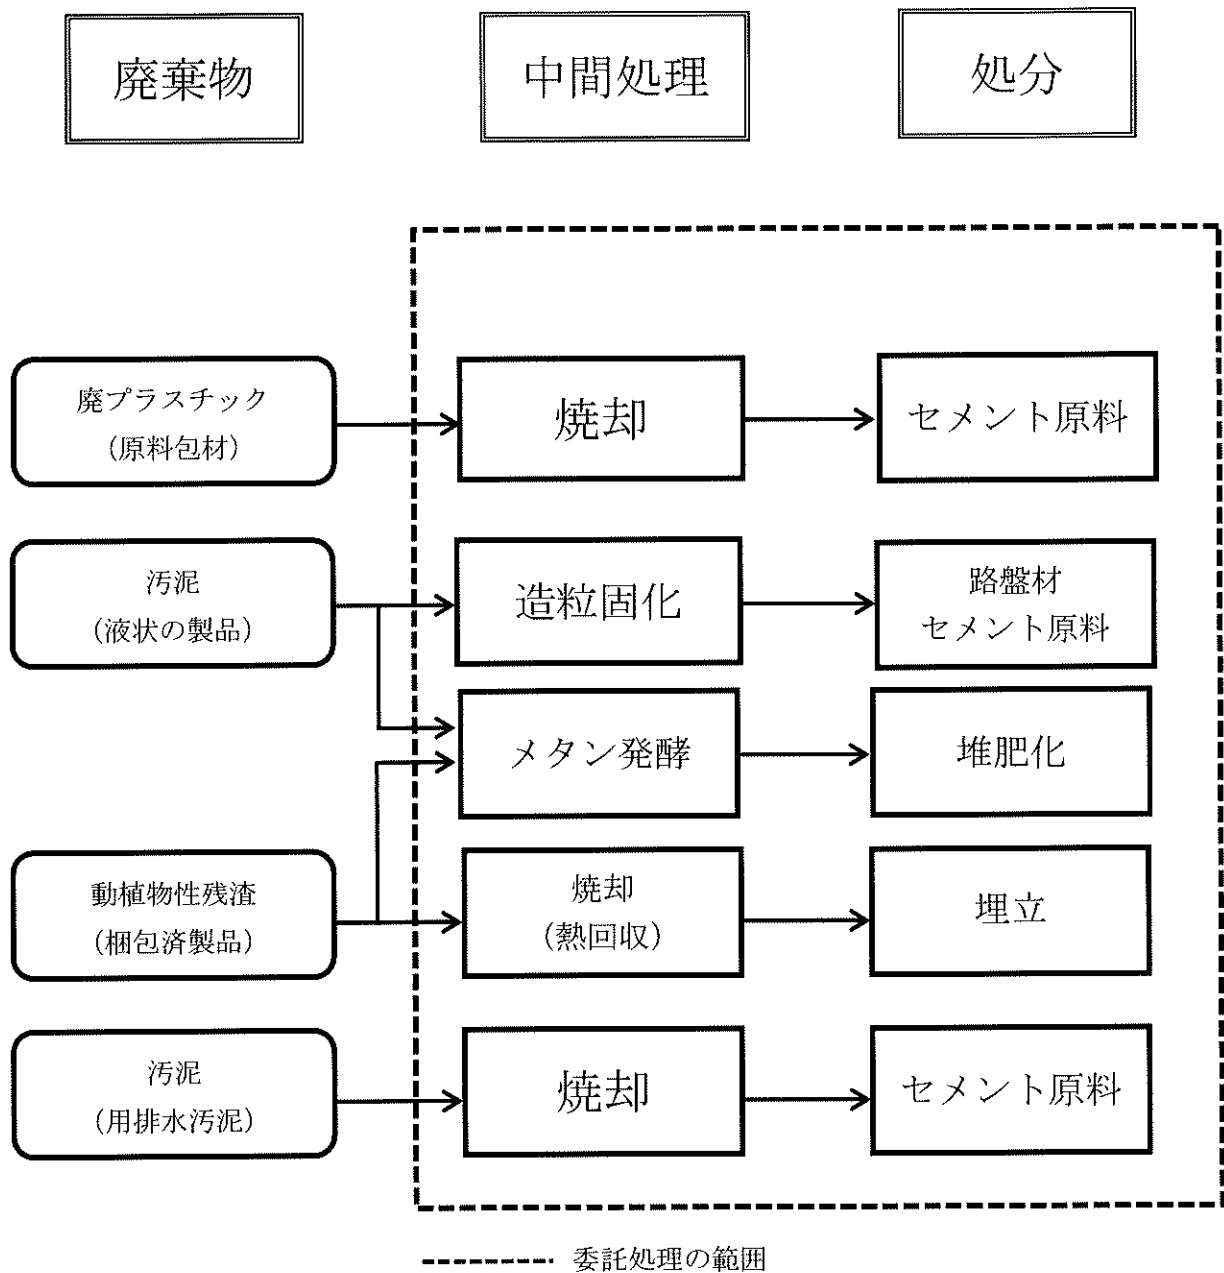 廃棄物
中間処理
処分
廃プラスチック
(原料包材)
焼却
セメント原料
汚泥
(液状の製品)
造粒固化
路盤材
セメント原料
メタン発酵
堆肥化
動植物性残渣
(梱包済製品)
焼却
(熱回収)
埋立
汚泥
(用排水汚泥)
焼却
セメント原料
委託処理の範囲